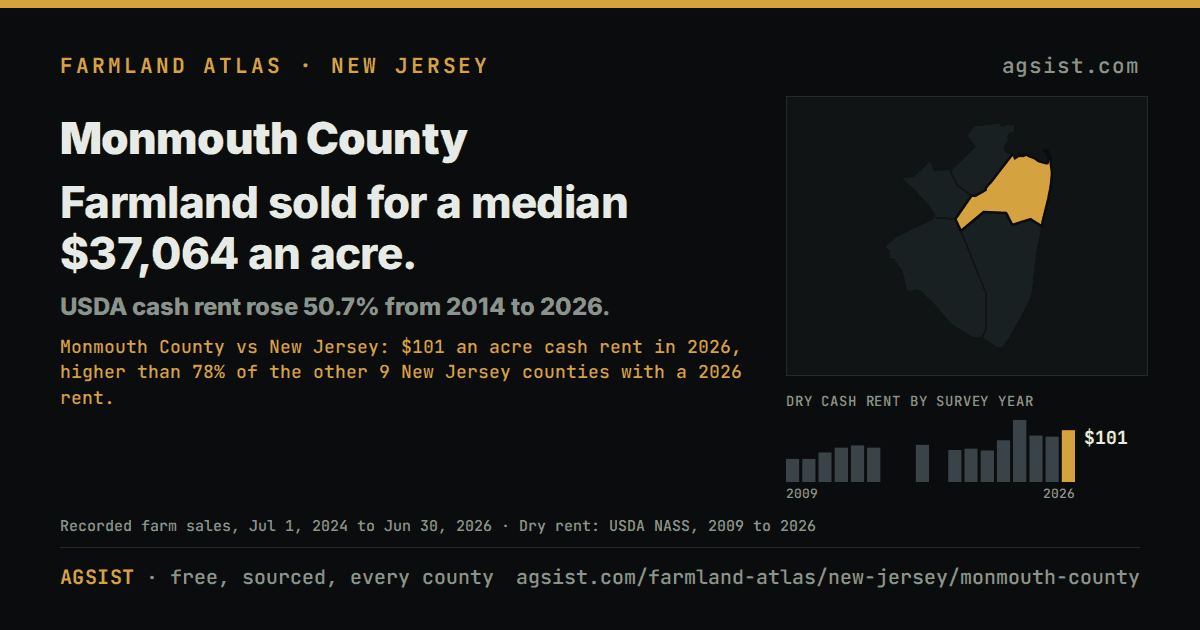 FARMLAND ATLAS · NEW JERSEY
agsist.com
Monmouth County
Farmland sold for a median
$37,064 an acre.
USDA cash rent rose 50.7% from 2014 to 2026.
Monmouth County vs New Jersey: $101 an acre cash rent in 2026,
higher than 78% of the other 9 New Jersey counties with a 2026
rent.
DRY CASH RENT BY SURVEY YEAR
$101
2009
2026
Recorded farm sales, Jul 1, 2024 to Jun 30, 2026 · Dry rent: USDA NASS, 2009 to 2026
AGSIST · free, sourced, every county
agsist.com/farmland-atlas/new-jersey/monmouth-county